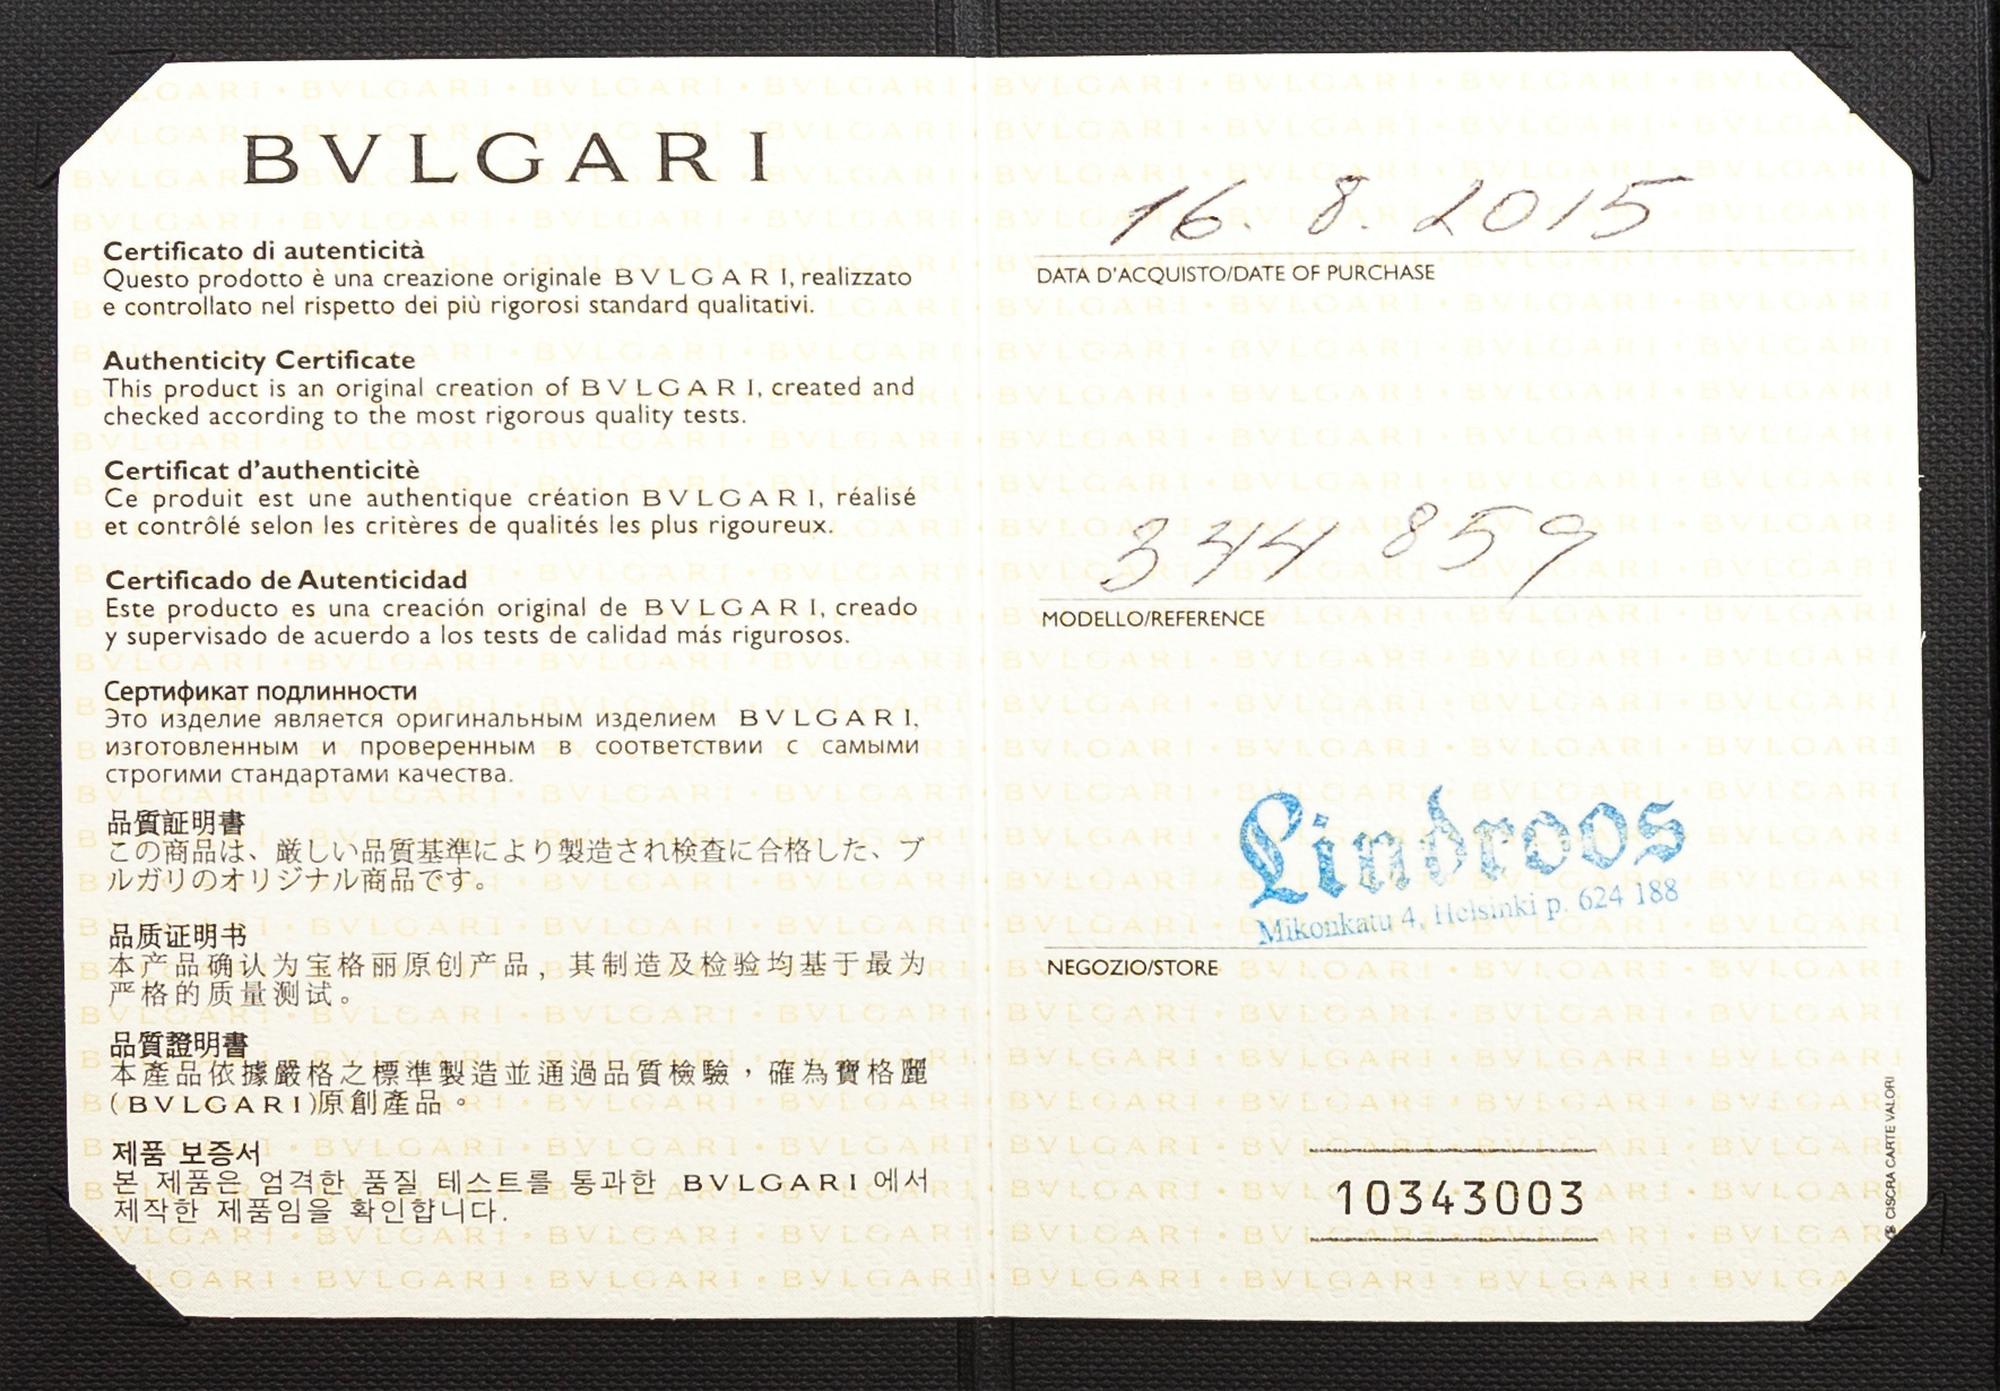 BVLGARI
Certificato di autenticità
Questo prodotto è una creazione originale BVLGARI, realizzato
e controllato nel rispetto dei più rigorosi standard qualitativi.
Authenticity Certificate
This product is an original creation of BVLGARI, created and
checked according to the most rigorous quality tests.
Certificat d'authenticitè
Ce produit est une authentique création BVLGARI, réalisé
et contrôlé selon les critères de qualités les plus rigoureux.
Certificado de Autenticidad
Este producto es una creación original de BVLGARI, creado
y supervisado de acuerdo a los tests de calidad más rigurosos.
Сертификат подлинности
Это изделие является оригинальным изделием BVLGARI,
изготовленным и проверенным в соответствии с самыми
строгими стандартами качества.
品質証明書
この商品は、厳しい品質基準により製造され検査に合格した、ブ
ルガリのオリジナル商品です。
品质证明书
本产品确认为宝格丽原创产品，其制造及检验均基于最为
严格的质量测试。
品質證明書
本產品依據嚴格之標準製造並通過品質檢驗，確為寶格麗
(BVLGARI)原創產品。
제품 보증서
본 제품은 엄격한 품질 테스트를 통과한 BVLGARI 에서
제작한 제품임을 확인합니다.
16. 8. 2015
DATA D'ACQUISTO/DATE OF PURCHASE
344 859
MODELLO/REFERENCE
Lindroos
Mikonkatu 4, Helsinki p. 624 188
NEGOZIO/STORE
10343003
CISCRA CARTE VALORI